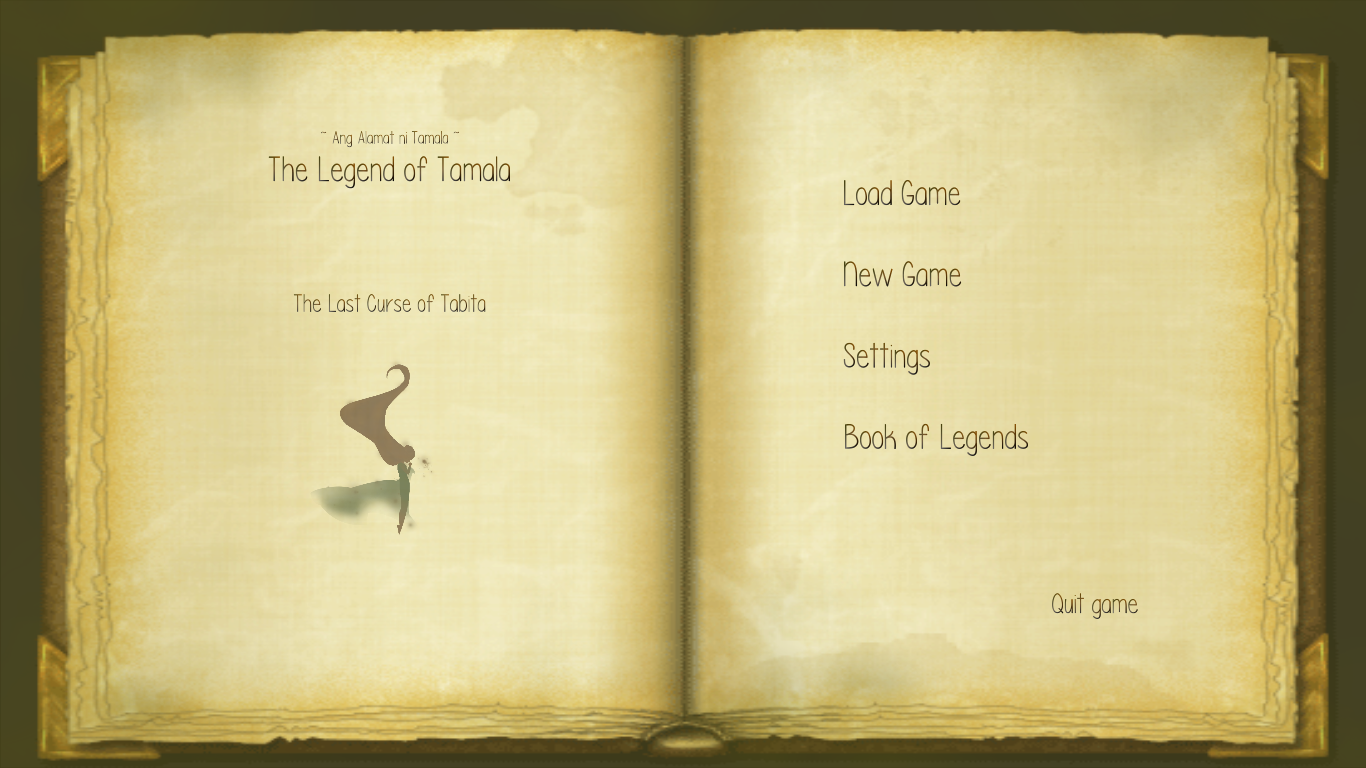 ~ Ang Alamat ni Tamala ~
The Legend of Tamala
The Last Curse of Tabita
Load Game
New Game
Settings
Book of Legends
Quit game